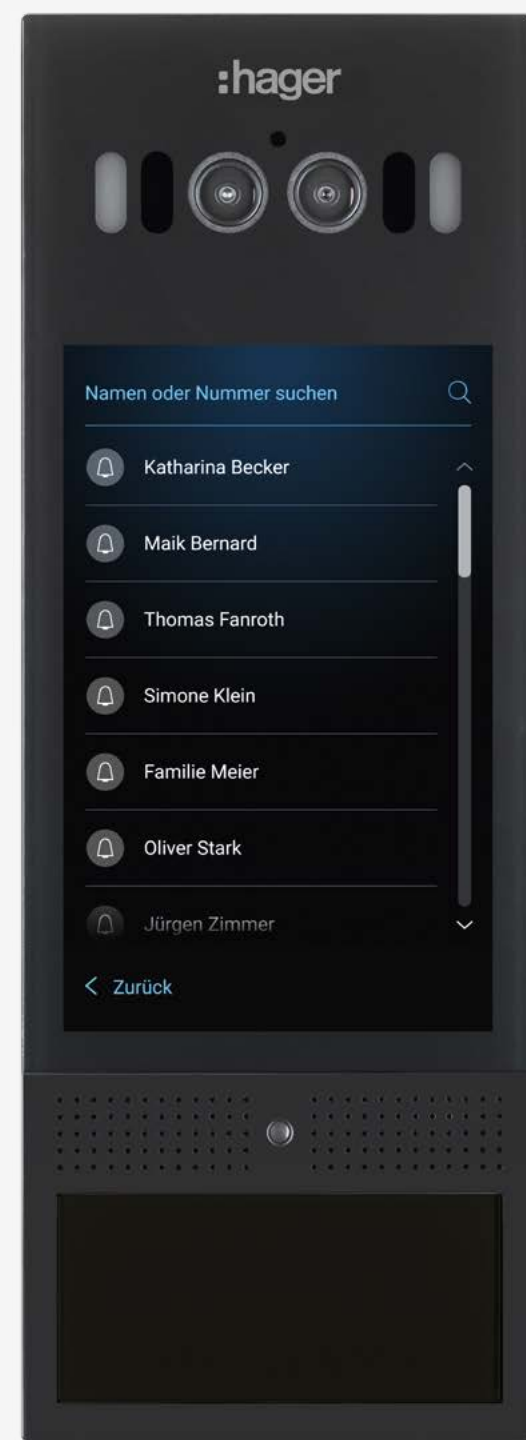 :hager
Namen oder Nummer suchen
Katharina Becker
Maik Bernard
Thomas Fanroth
Simone Klein
Familie Meier
Oliver Stark
Jürgen Zimmer
Zurück